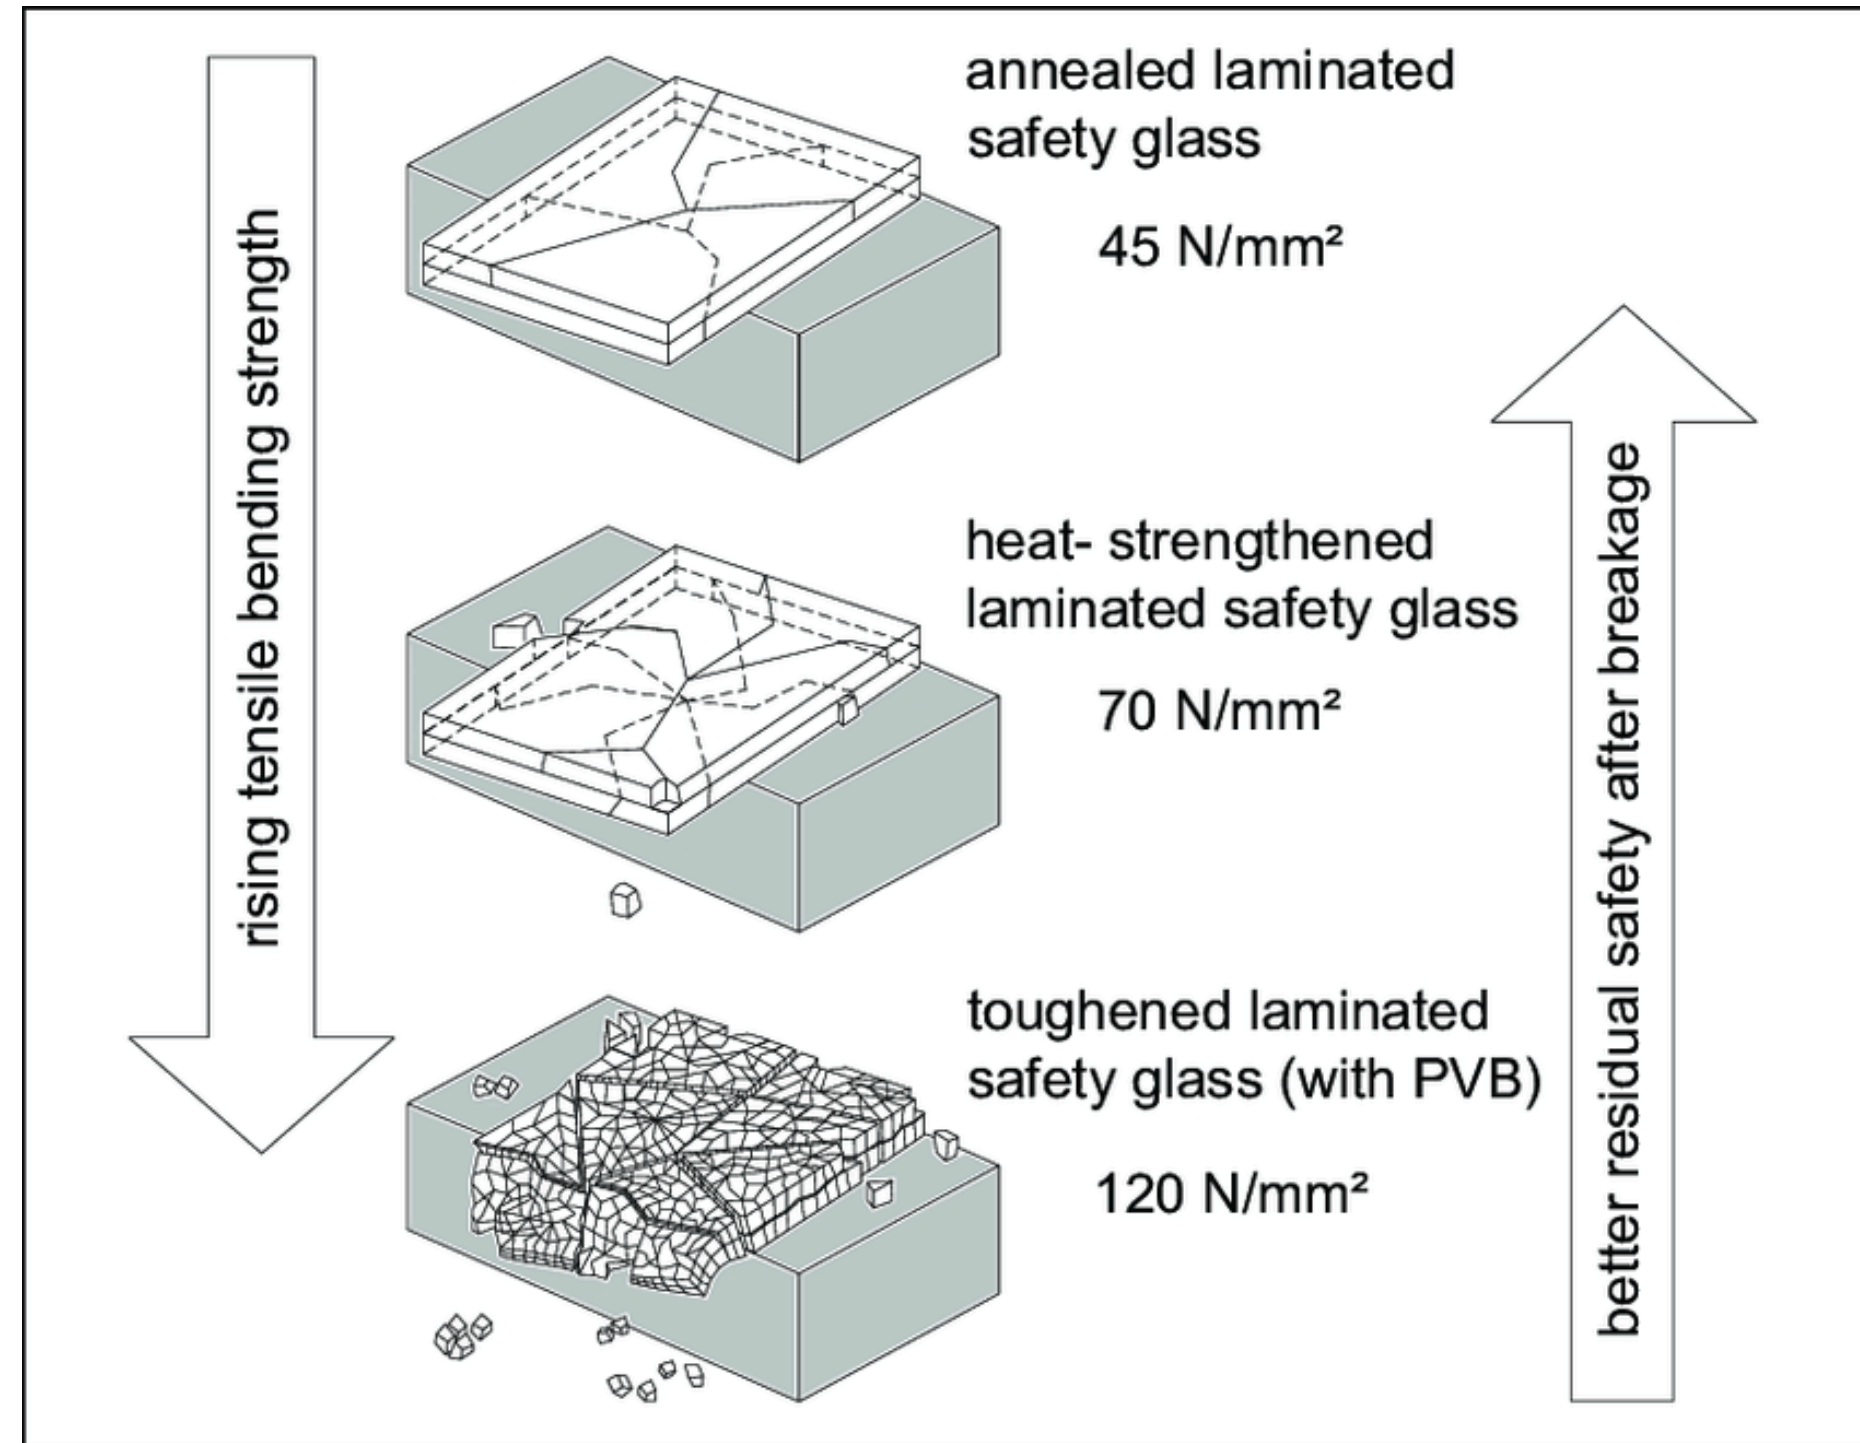 rising tensile bending strength
annealed laminated
safety glass
45 N/mm²
heat- strengthened
laminated safety glass
70 N/mm²
toughened laminated
safety glass (with PVB)
120 N/mm²
better residual safety after breakage